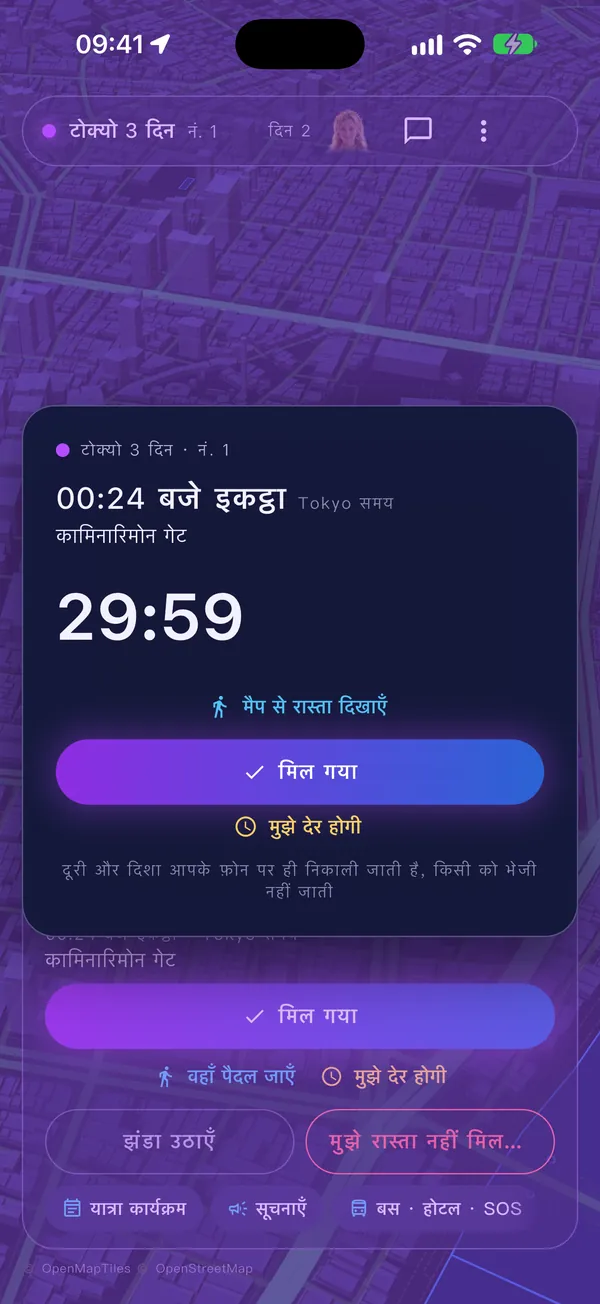 09:41
टोक्यो 3 दिन नं. 1 दिन 2
टोक्यो 3 दिन · नं. 1
00:24 बजे इकट्ठा Tokyo समय
कामिनारिमोन गेट
29:59
मैप से रास्ता दिखाएँ
मिल गया
मुझे देर होगी
दूरी और दिशा आपके फ़ोन पर ही निकाली जाती है, किसी को भेजी
नहीं जाती
कामिनारिमोन गेट
मिल गया
वहाँ पैदल जाएँ मुझे देर होगी
झंडा उठाएँ मुझे रास्ता नहीं मिल...
यात्रा कार्यक्रम सूचनाएँ बस · होटल · SOS
© OpenMapTiles © OpenStreetMap